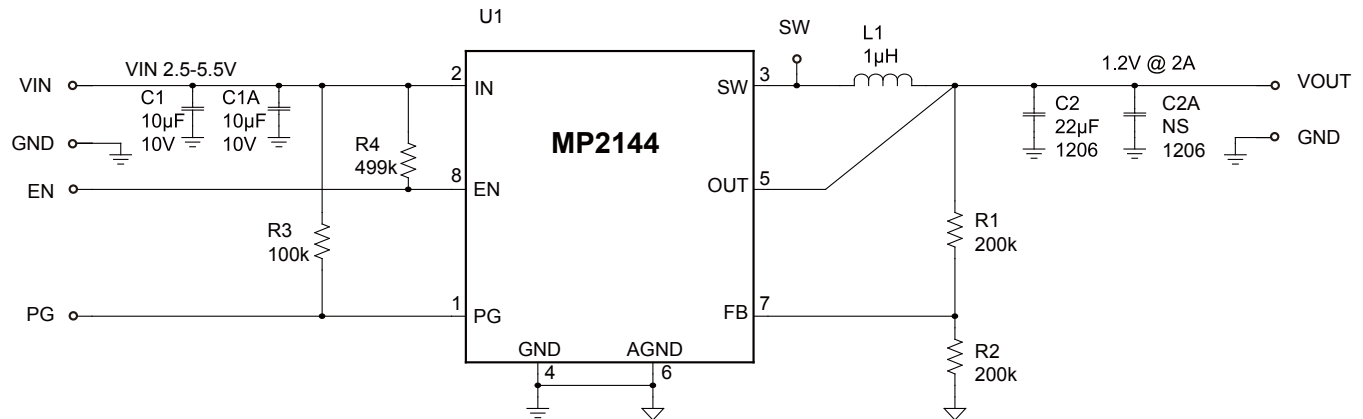 U1
SW
L1
1µH
VIN
VIN 2.5-5.5V
C1
10µF
10V
C1A
10µF
10V
2
IN
SW
3
1.2V @ 2A
VOUT
C2
22µF
1206
C2A
NS
1206
GND
GND
R4
499k
MP2144
EN
8
EN
OUT
5
R3
100k
R1
200k
PG
1
PG
FB
7
GND
AGND
4
6
R2
200k